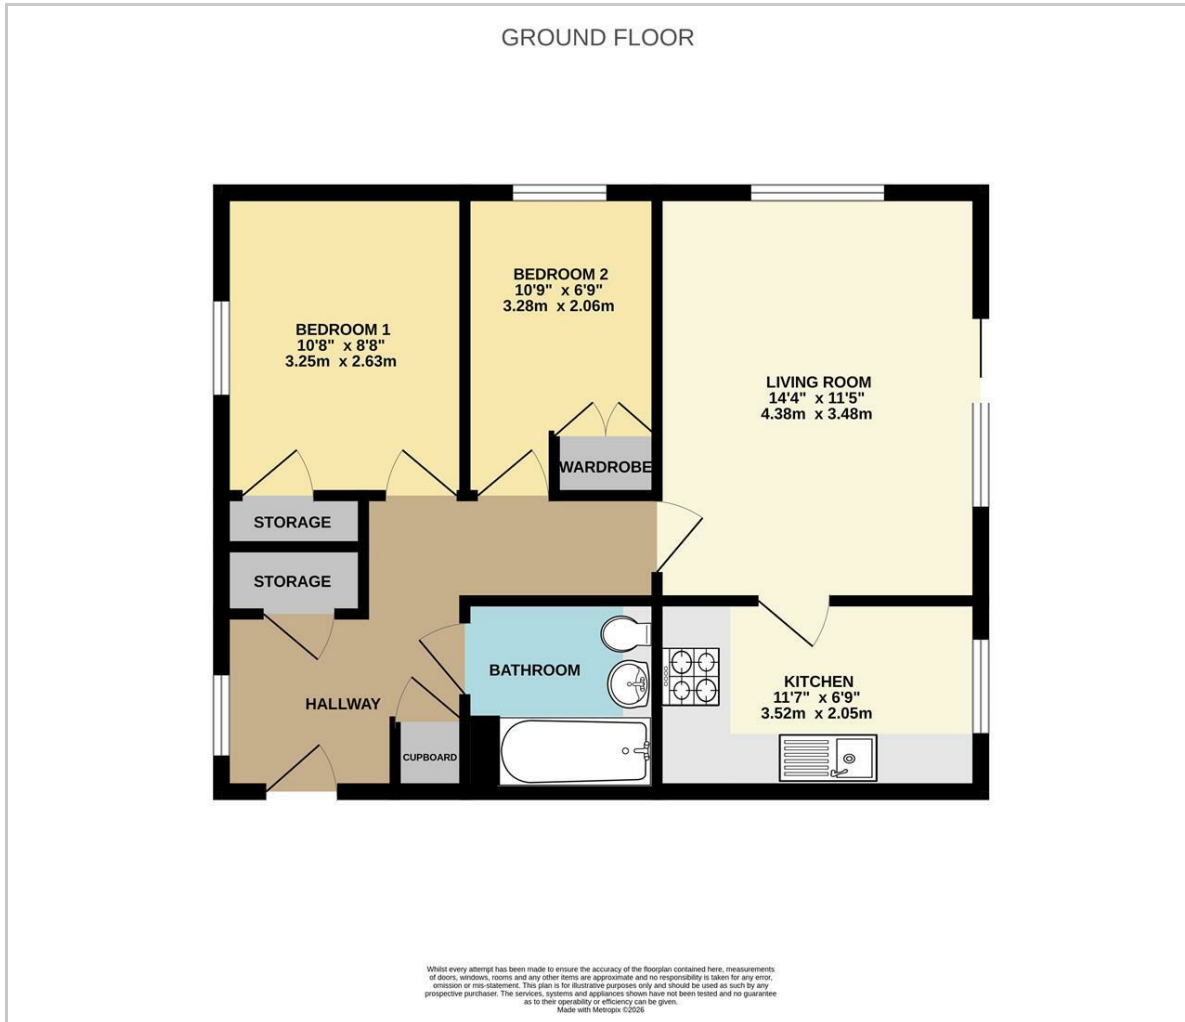 GROUND FLOOR
BEDROOM 1
10'8" x 8'8"
3.25m x 2.63m
BEDROOM 2
10'9" x 6'9"
3.28m x 2.06m
WARDROBE
LIVING ROOM
14'4" x 11'5"
4.38m x 3.48m
STORAGE
STORAGE
HALLWAY
CUPBOARD
BATHROOM
KITCHEN
11'7" x 6'9"
3.52m x 2.05m
Whilst every attempt has been made to ensure the accuracy of the floorplan contained here, measurements
of doors, windows, rooms and any other items are approximate and no responsibility is taken for any error,
omission or mis-statement. This plan is for illustrative purposes only and should be used as such by any
prospective purchaser. The services, systems and appliances shown have not been tested and no guarantee
as to their operability or efficiency can be given.
Made with Metropix ©2026